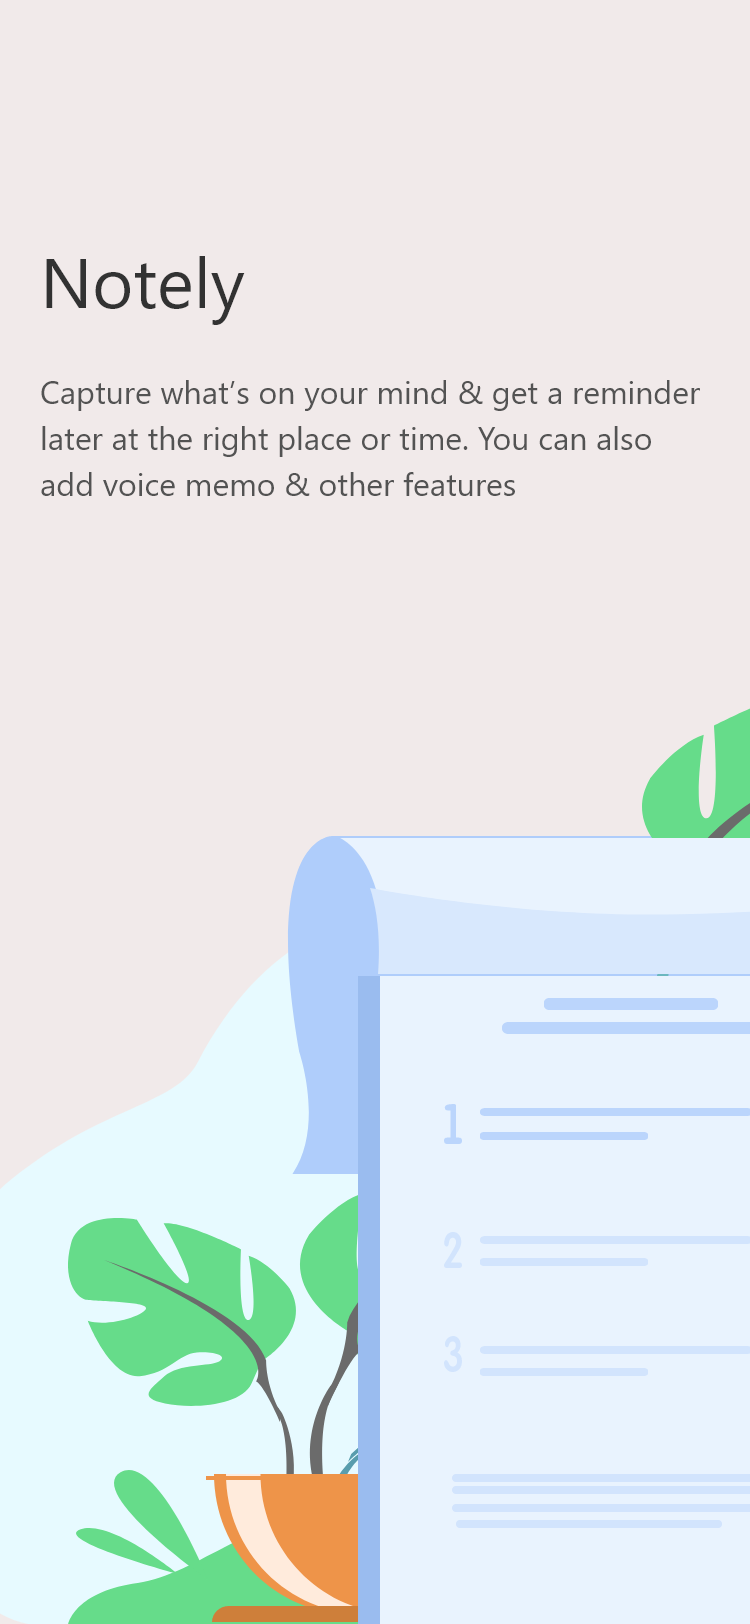 Notely
Capture what’s on your mind & get a reminder
later at the right place or time. You can also
add voice memo & other features
1
2
3